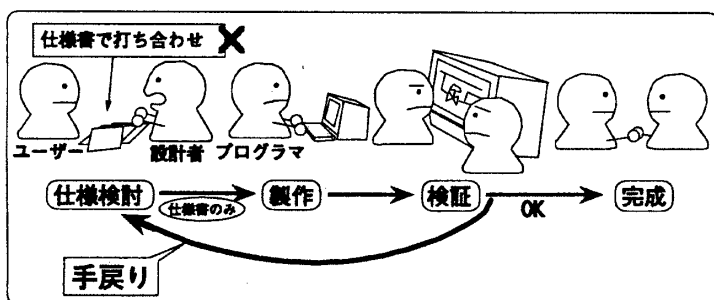 仕様書で打ち合わせ
ユーザー
設計者
プログラマ
仕様検討
仕様書のみ
製作
検証
OK
完成
手戻り